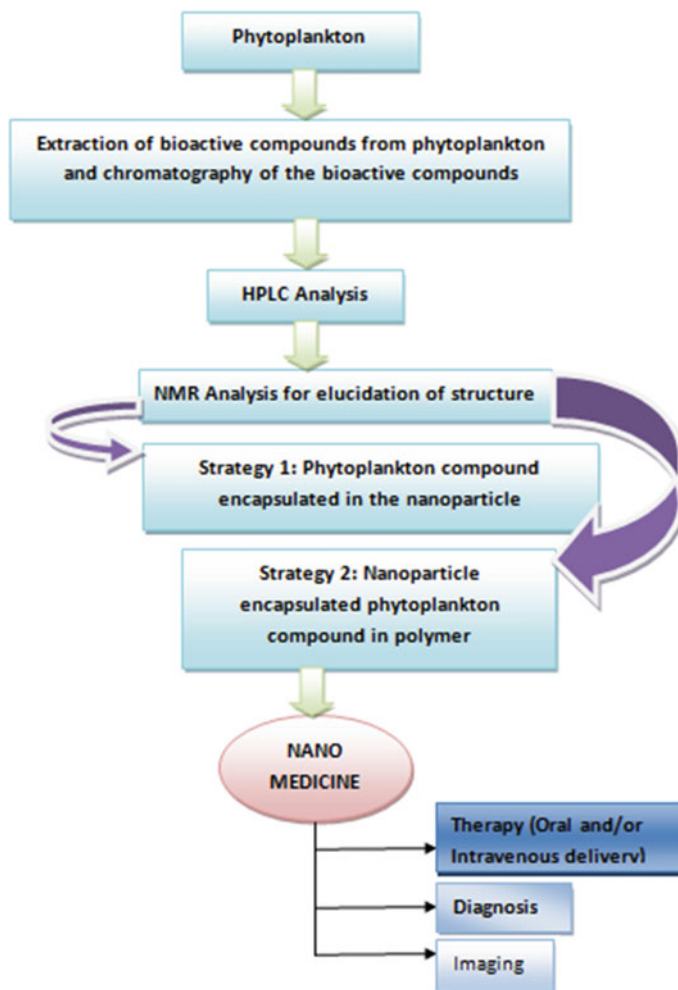 Phytoplankton
Extraction of bioactive compounds from phytoplankton
and chromatography of the bioactive compounds
HPLC Analysis
NMR Analysis for elucidation of structure
Strategy 1: Phytoplankton compound
encapsulated in the nanoparticle
Strategy 2: Nanoparticle
encapsulated phytoplankton
compound in polymer
NANO
MEDICINE
Therapy (Oral and/or
Intravenous delivery)
Diagnosis
Imaging